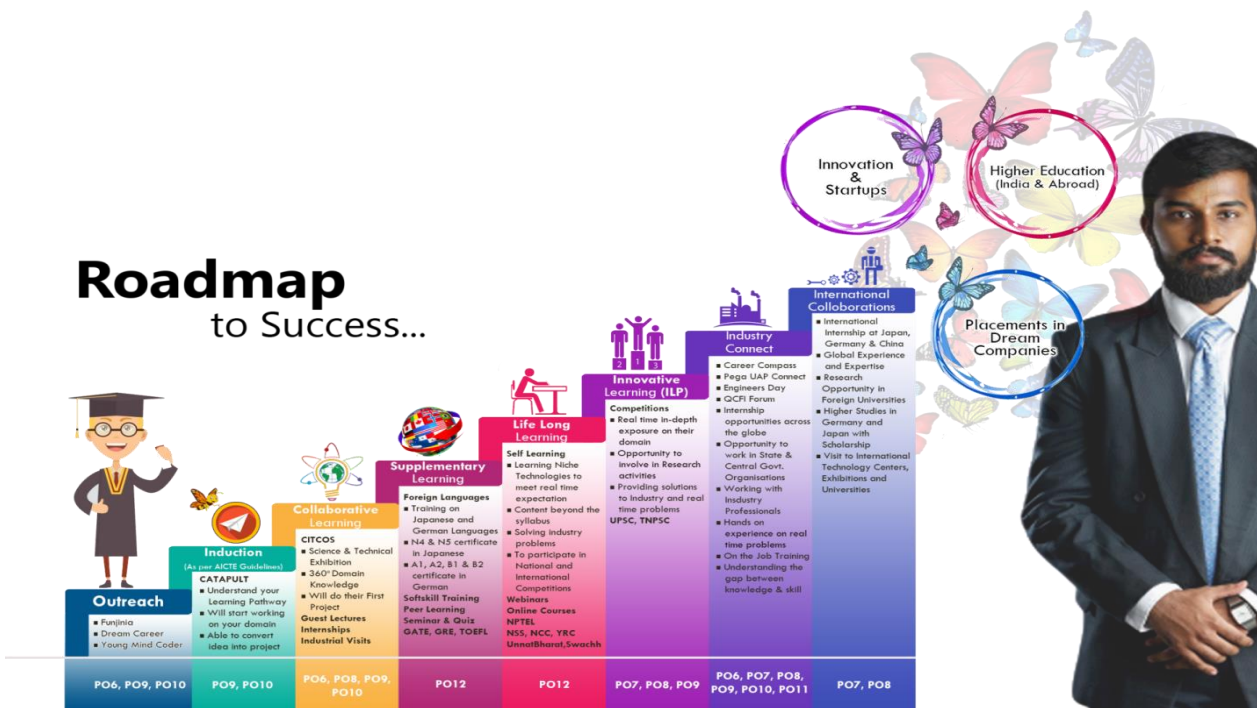 Roadmap
to Success...
Outreach
▪ Funjinia
▪ Dream Career
▪ Young Mind Coder
PO6, PO9, PO10
Induction
(As per AICTE Guidelines)
CATAPULT
▪ Understand your
Learning Pathway
▪ Will start working
on your domain
▪ Able to convert
idea into project
PO9, PO10
Collaborative
Learning
CITCOS
▪ Science & Technical
Exhibition
▪ 360° Domain
Knowledge
▪ Will do their First
Project
Guest Lectures
Internships
Industrial Visits
PO6, PO8, PO9,
PO10
Supplementary
Learning
Foreign Languages
▪ Training on
Japanese and
German Languages
▪ N4 & N5 certificate
in Japanese
▪ A1, A2, B1 & B2
certificate in
German
Softskill Training
Peer Learning
Seminar & Quiz
GATE, GRE, TOEFL
PO12
Life Long
Learning
Self Learning
▪ Learning Niche
Technologies to
meet real time
expectation
▪ Content beyond the
syllabus
▪ Solving industry
problems
▪ To participate in
National and
International
Competitions
Webinars
Online Courses
NPTEL
NSS, NCC, YRC
UnnatBharat,Swachh
PO12
2 1 3
Innovative
Learning (ILP)
Competitions
▪ Real time in-depth
exposure on their
domain
▪ Opportunity to
involve in Research
activities
▪ Providing solutions
to Industry and real
time problems
UPSC, TNPSC
PO7, PO8, PO9
Industry
Connect
▪ Career Compass
▪ Pega UAP Connect
▪ Engineers Day
▪ QCFI Forum
▪ Internship
opportunities across
the globe
▪ Opportunity to
work in State &
Central Govt.
Organisations
▪ Working with
Insdustry
Professionals
▪ Hands on
experience on real
time problems
▪ On the Job Training
▪ Understanding the
gap between
knowledge & skill
PO6, PO7, PO8,
PO9, PO10, PO11
International
Colloborations
▪ International
Internship at Japan,
Germany & China
▪ Global Experience
and Expertise
▪ Research
Opportunity in
Foreign Universities
▪ Higher Studies in
Germany and
Japan with
Scholarship
▪ Visit to International
Technology Centers,
Exhibitions and
Universities
PO7, PO8
Innovation
&
Startups
Higher Education
(India & Abroad)
Placements in
Dream
Companies